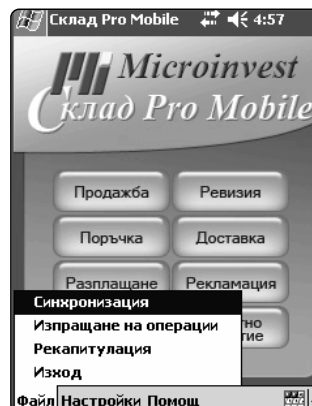 Склад Pro Mobile 4:57
Microinvest
Склад Pro Mobile
Продажба Ревизия
Поръчка Доставка
Разплащане Рекламация
Синхронизация
Изпращане на операции
Рекапитулация
Изход
Файл Настройки Помощ